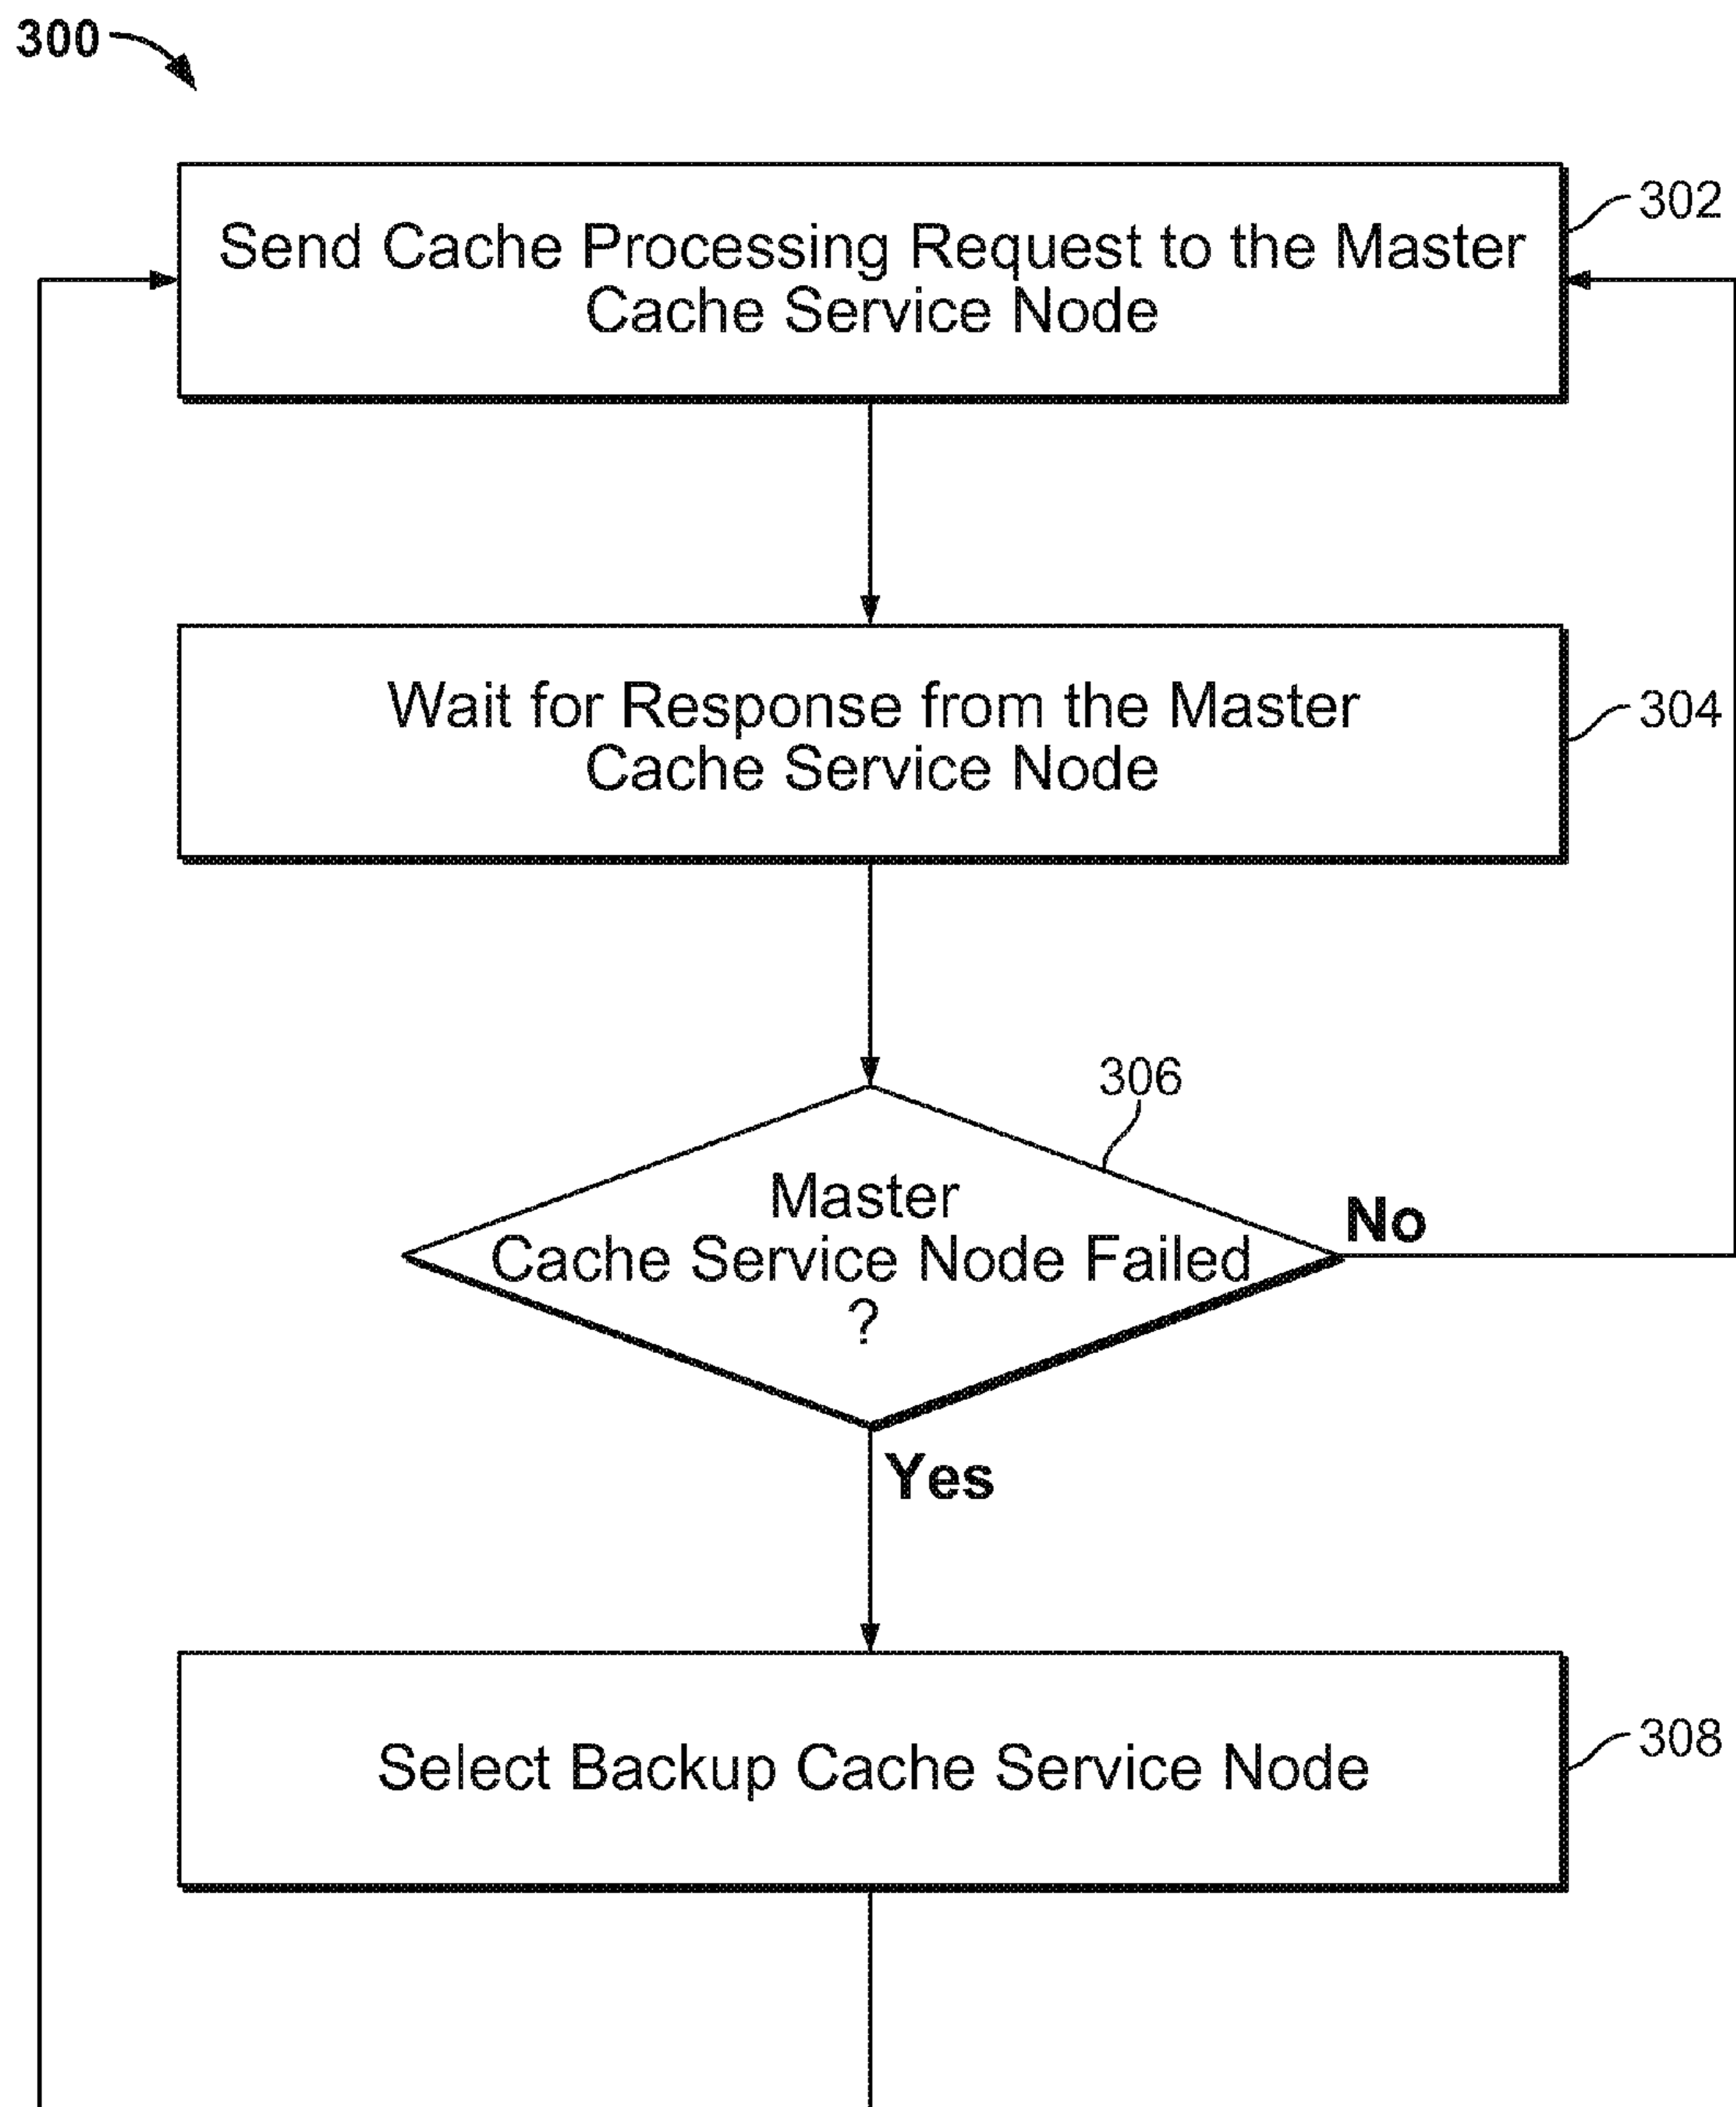 300
Send Cache Processing Request to the Master
Cache Service Node
302
Wait for Response from the Master
Cache Service Node
304
306
Master
Cache Service Node Failed
?
No
Yes
Select Backup Cache Service Node
308